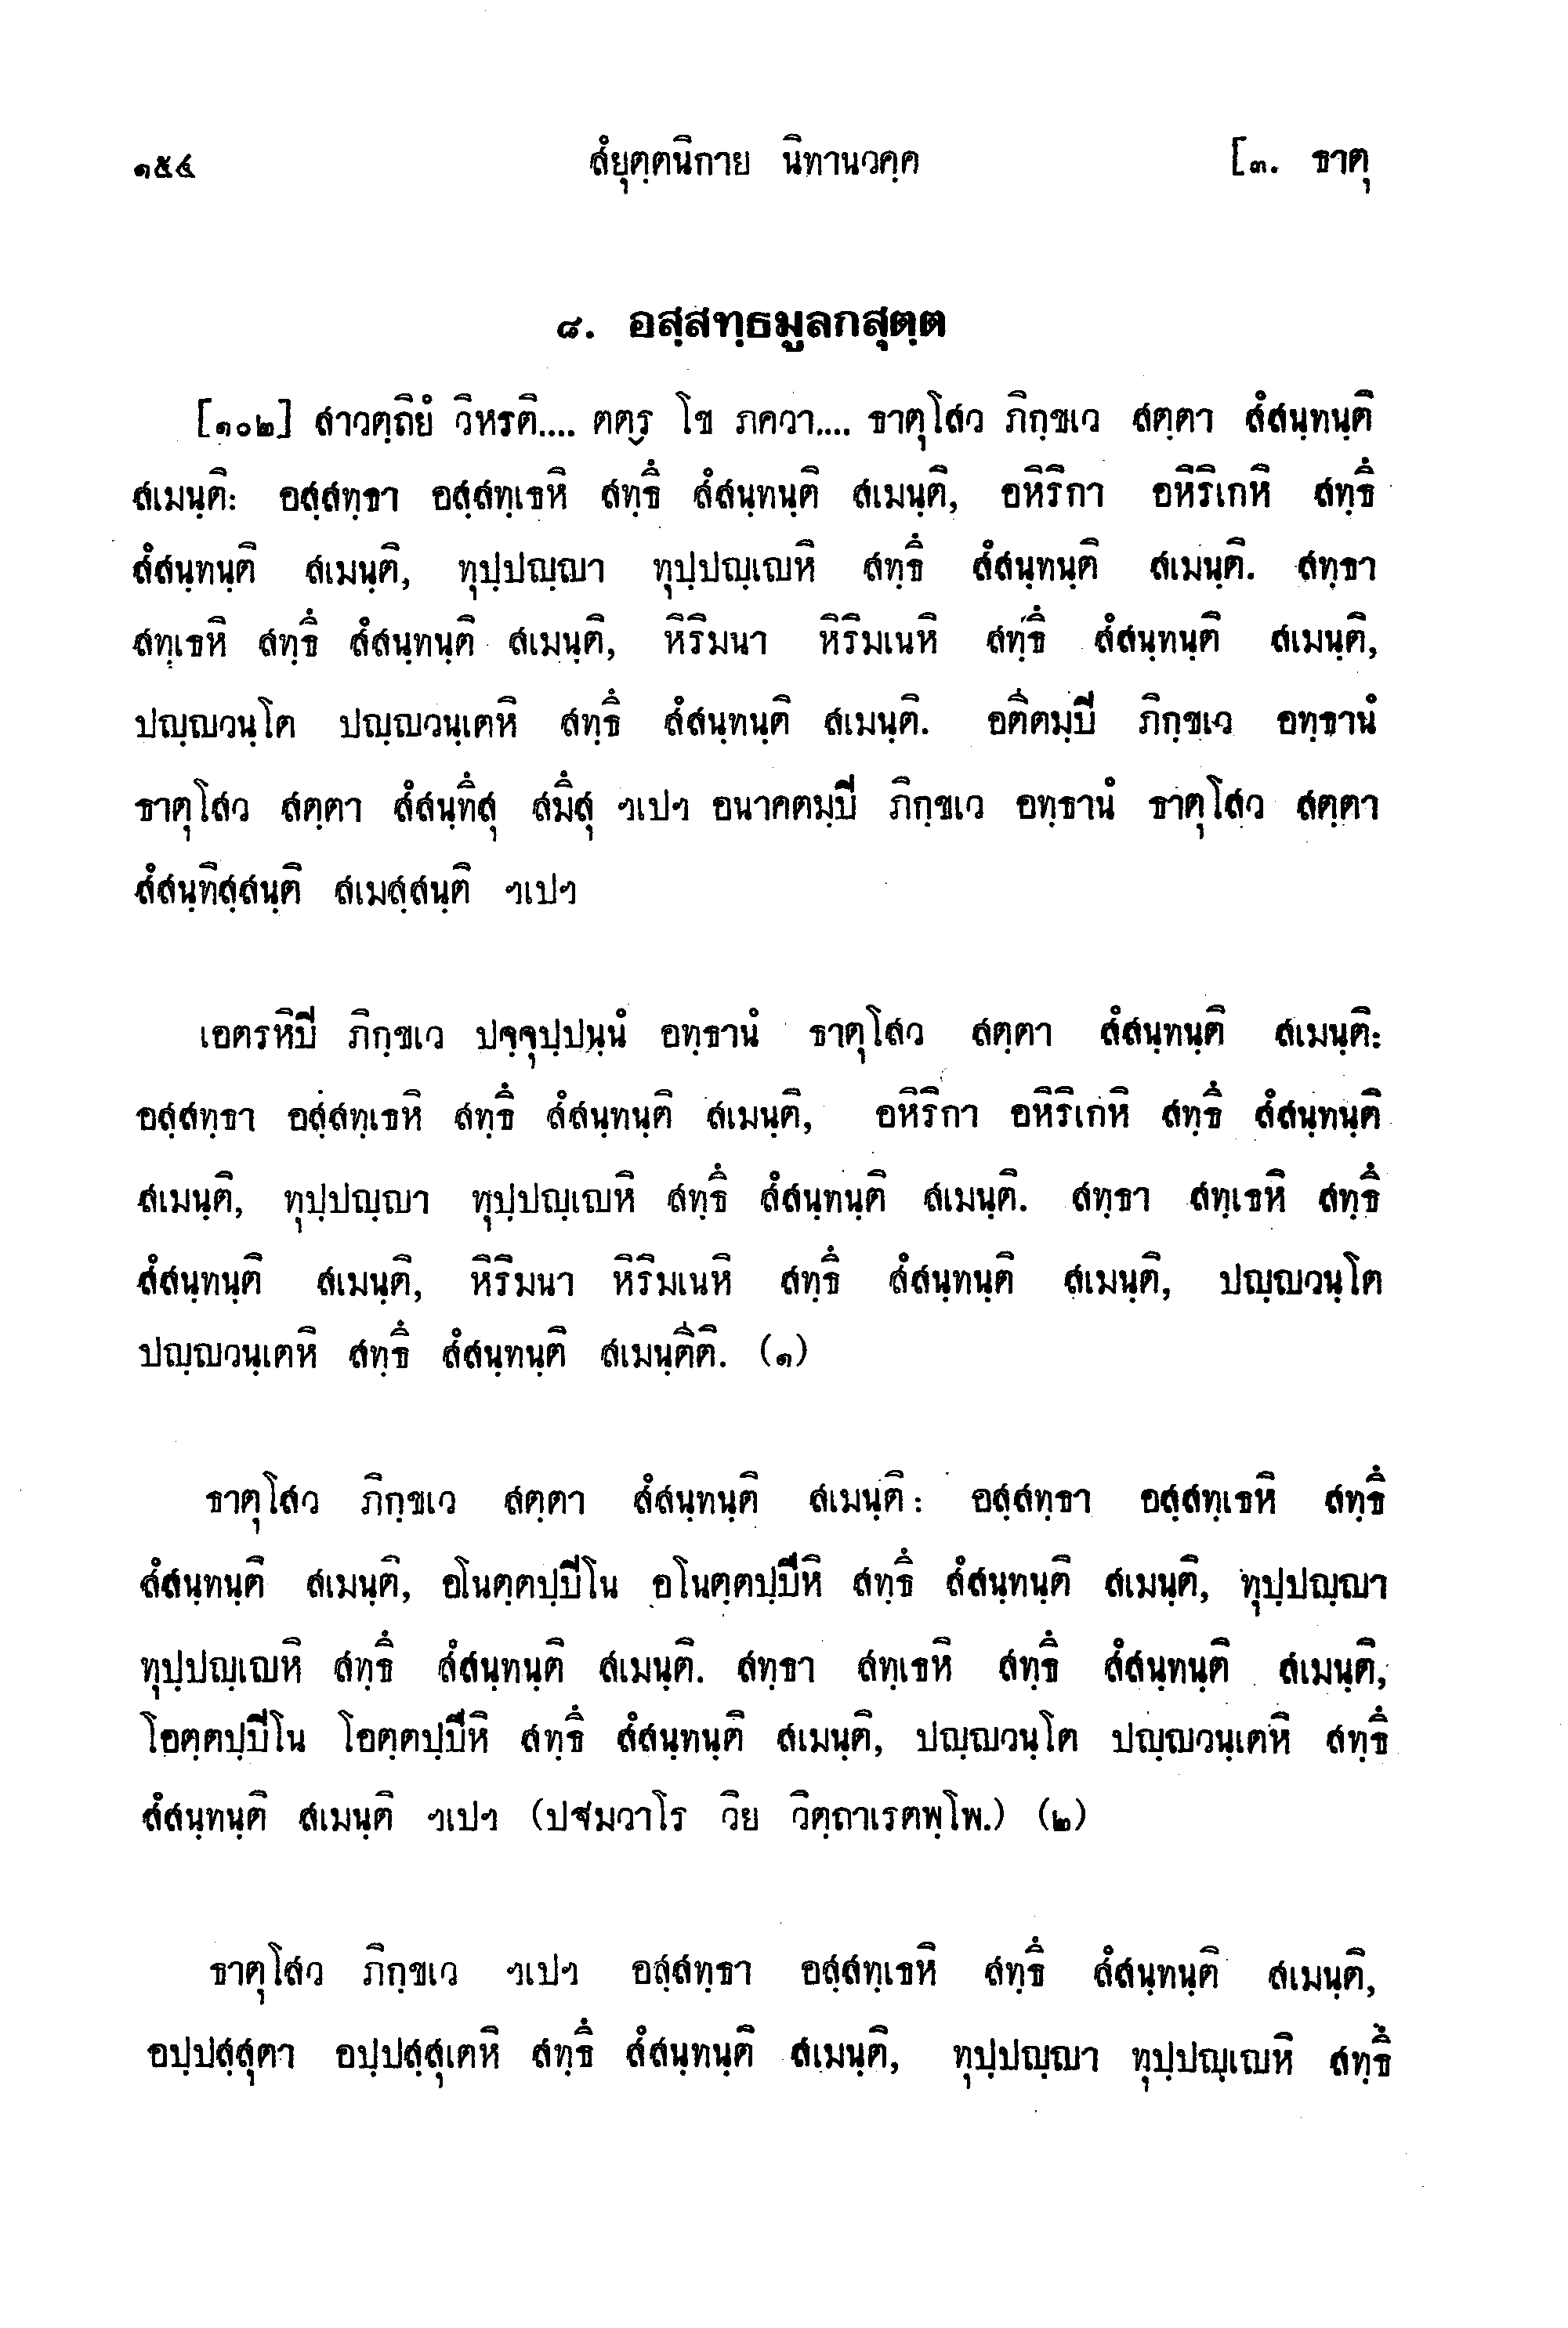 ๑๕๔ สํยุตฺตนิกาย นิทานวคฺค [๓. ธาตุ
๘. อสฺสทฺธมูลกสุตฺต
[๑๐๒] สาวตฺถิยํ วิหรติ.... ตตฺร โข ภควา.... ธาตุโสว ภิกฺขเว สตฺตา สํสนฺทนฺติ
สเมนฺติ: อสฺสทฺธา อสฺสทฺเธหิ สทฺธึ สํสนฺทนฺติ สเมนฺติ, อหิริกา อหิริเกหิ สทฺธึ
สํสนฺทนฺติ สเมนฺติ, ทุปฺปญฺญา ทุปฺปญฺเญหิ สทฺธึ สํสนฺทนฺติ สเมนฺติ. สทฺธา
สทฺเธหิ สทฺธึ สํสนฺทนฺติ สเมนฺติ, หิริมนา หิริมเนหิ สทฺธึ สํสนฺทนฺติ สเมนฺติ,
ปญฺญวนฺโต ปญฺญวนฺเตหิ สทฺธึ สํสนฺทนฺติ สเมนฺติ. อตีตมฺปิ ภิกฺขเว อทฺธานํ
ธาตุโสว สตฺตา สํสนฺทึสุ สมึสุ ฯเปฯ อนาคตมฺปิ ภิกฺขเว อทฺธานํ ธาตุโสว สตฺตา
สํสนฺทิสฺสนฺติ สเมสฺสนฺติ ฯเปฯ
เอตรหิปิ ภิกฺขเว ปจฺจุปฺปนฺนํ อทฺธานํ ธาตุโสว สตฺตา สํสนฺทนฺติ สเมนฺติ:
อสฺสทฺธา อสฺสทฺเธหิ สทฺธึ สํสนฺทนฺติ สเมนฺติ, อหิริกา อหิริเกหิ สทฺธึ สํสนฺทนฺติ
สเมนฺติ, ทุปฺปญฺญา ทุปฺปญฺเญหิ สทฺธึ สํสนฺทนฺติ สเมนฺติ. สทฺธา สทฺเธหิ สทฺธึ
สํสนฺทนฺติ สเมนฺติ, หิริมนา หิริมเนหิ สทฺธึ สํสนฺทนฺติ สเมนฺติ, ปญฺญวนฺโต
ปญฺญวนฺเตหิ สทฺธึ สํสนฺทนฺติ สเมนฺตีติ. (๑)
ธาตุโสว ภิกฺขเว สตฺตา สํสนฺทนฺติ สเมนฺติ: อสฺสทฺธา อสฺสทฺเธหิ สทฺธึ
สํสนฺทนฺติ สเมนฺติ, อโนตฺตปฺปิโน อโนตฺตปฺปีหิ สทฺธึ สํสนฺทนฺติ สเมนฺติ, ทุปฺปญฺญา
ทุปฺปญฺเญหิ สทฺธึ สํสนฺทนฺติ สเมนฺติ. สทฺธา สทฺเธหิ สทฺธึ สํสนฺทนฺติ สเมนฺติ,
โอตฺตปฺปิโน โอตฺตปฺปีหิ สทฺธึ สํสนฺทนฺติ สเมนฺติ, ปญฺญวนฺโต ปญฺญวนฺเตหิ สทฺธึ
สํสนฺทนฺติ สเมนฺติ ฯเปฯ (ปฐมวาโร วิย วิตฺถาเรตพฺโพ.) (๒)
ธาตุโสว ภิกฺขเว ฯเปฯ อสฺสทฺธา อสฺสทฺเธหิ สทฺธึ สํสนฺทนฺติ สเมนฺติ,
อปฺปสฺสุตา อปฺปสฺสุเตหิ สทฺธึ สํสนฺทนฺติ สเมนฺติ, ทุปฺปญฺญา ทุปฺปญฺเญหิ สทฺธึ